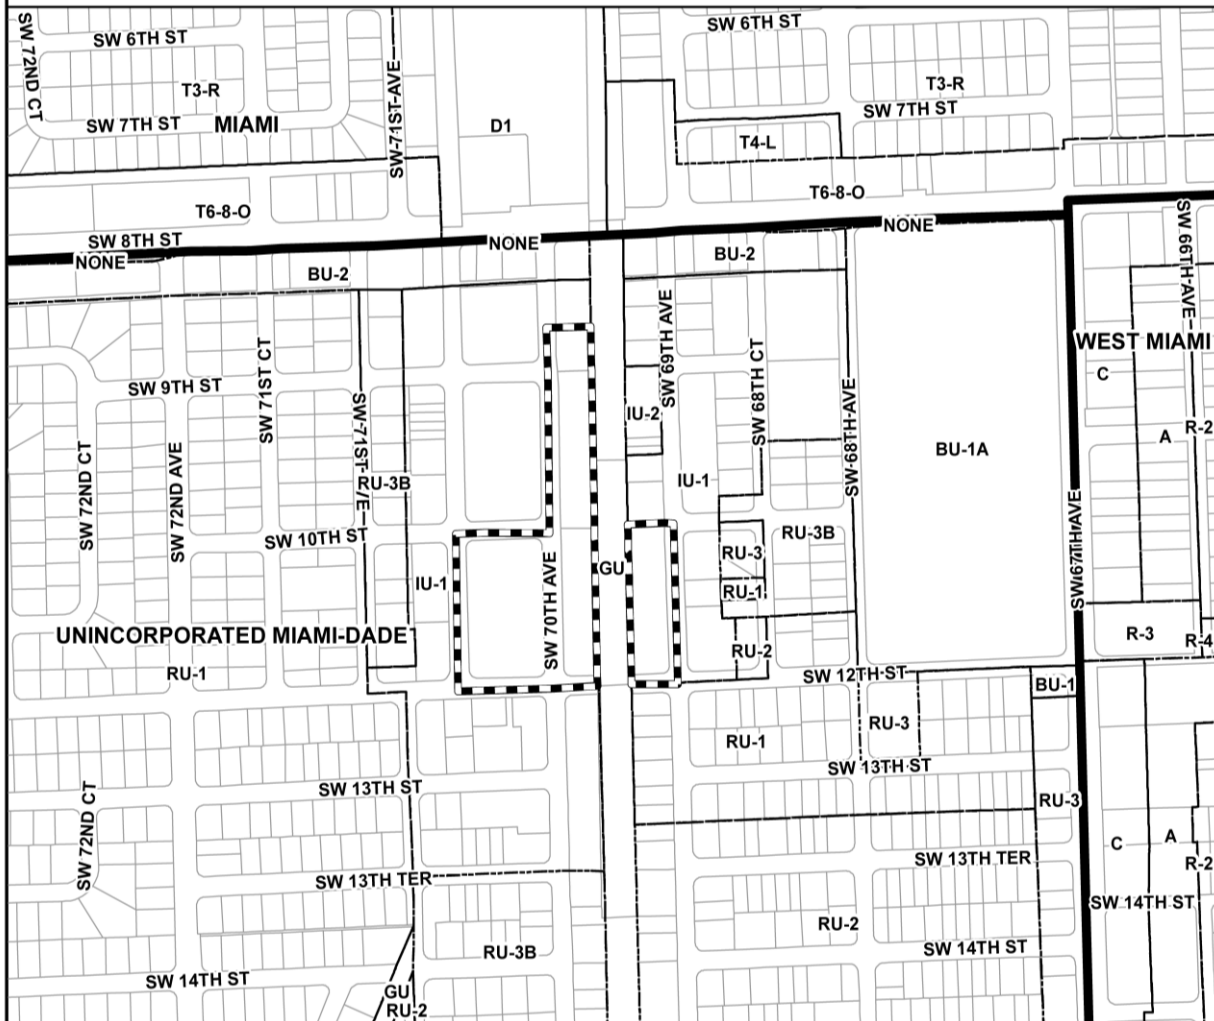 SW 72ND CT
SW 6TH ST
SW 6TH ST
T3-R
T3-R
SW 71ST AVE
SW 7TH ST
MIAMI
D1
SW 7TH ST
T4-L
T6-8-O
T6-8-O
SW 8TH ST
NONE
NONE
NONE
SW 66TH AVE
BU-2
BU-2
SW 69TH AVE
WEST MIAMI
SW 9TH ST
SW 71ST CT
SW 68TH CT
C
SW 71ST
SW 68TH AVE
IU-2
A
R-2
SW 72ND CT
SW 72ND AVE
RU-3B
IU-1
BU-1A
SW 10TH ST
RU-3B
RU-3
SW 67TH AVE
IU-1
SW 70TH AVE
GU
RU-1
UNINCORPORATED MIAMI-DADE
R-3
R-4
RU-2
RU-1
SW 12TH ST
BU-1
RU-3
RU-1
SW 13TH ST
SW 13TH ST
RU-3
SW 72ND CT
C
A
SW 13TH TER
R-2
SW 13TH TER
SW 14TH ST
RU-2
RU-3B
SW 14TH ST
SW 14TH ST
GU
RU-2